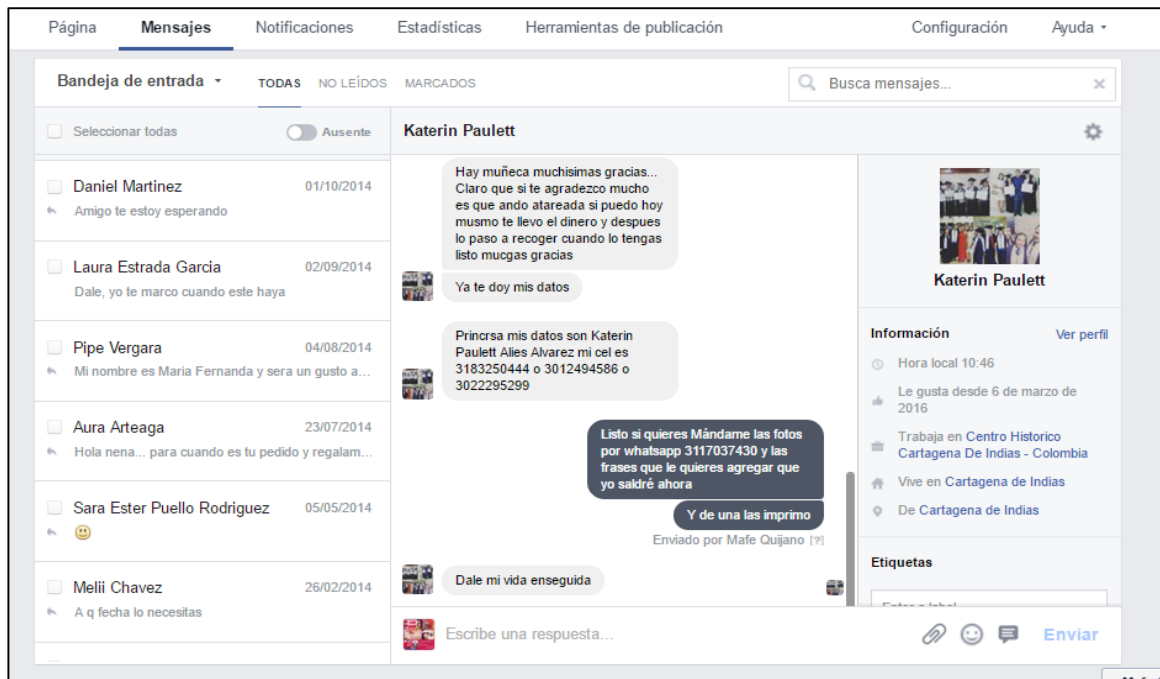 Página Mensajes Notificaciones Estadísticas Herramientas de publicación Configuración Ayuda
Bandeja de entrada TODAS NO LEÍDOS MARCADOS Busca mensajes...
Seleccionar todas Ausente
Daniel Martinez 01/10/2014
Amigo te estoy esperando
Laura Estrada Garcia 02/09/2014
Dale, yo te marco cuando este haya
Pipe Vergara 04/08/2014
Mi nombre es Maria Fernanda y sera un gusto a...
Aura Arteaga 23/07/2014
Hola nena... para cuando es tu pedido y regalam...
Sara Ester Puello Rodriguez 05/05/2014
Melii Chavez 26/02/2014
A q fecha lo necesitas
Katerin Paulett
Hay muñeca muchisimas gracias...
Claro que si te agradezco mucho
es que ando atareada si puedo hoy
musmo te llevo el dinero y despues
lo paso a recoger cuando lo tengas
listo mucgas gracias
Ya te doy mis datos
Princrsa mis datos son Katerin
Paulett Alies Alvarez mi cel es
3183250444 o 3012494586 o
3022295299
Listo si quieres Mándame las fotos
por whatsapp 3117037430 y las
frases que le quieres agregar que
yo saldré ahora
Y de una las imprimo
Enviado por Mafe Quijano [?]
Dale mi vida enseguida
Escribe una respuesta...
Enviar
Katerin Paulett
Información Ver perfil
Hora local 10:46
Le gusta desde 6 de marzo de
2016
Trabaja en Centro Historico
Cartagena De Indias - Colombia
Vive en Cartagena de Indias
De Cartagena de Indias
Etiquetas